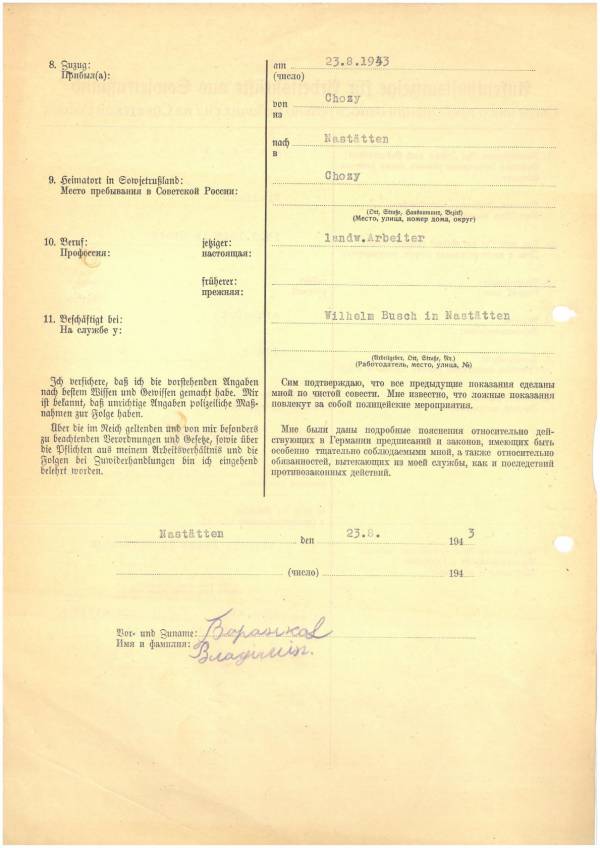 8. Zuzug: am 23.8.1943
Прибыл(а): (число)
von Chozy
из
nach Nastätten
в
9. Heimatort in Sowjetrußland: Chozy
Место пребывания в Советской России:
(Ort, Straße, Hausnummer, Bezirk)
(Место, улица, номер дома, округ)
10. Beruf: jetziger: landw.Arbeiter
Профессия: настоящая:
früherer:
прежняя:
11. Beschäftigt bei: Wilhelm Busch in Nastätten
На службе у:
(Arbeitgeber, Ort, Straße, Nr.)
(Работодатель, место, улица, №)
Ich versichere, daß ich die vorstehenden Angaben
nach bestem Wissen und Gewissen gemacht habe. Mir
ist bekannt, daß unrichtige Angaben polizeiliche Maß-
nahmen zur Folge haben.
Über die im Reich geltenden und von mir besonders
zu beachtenden Verordnungen und Gesetze, sowie über
die Pflichten aus meinem Arbeitsverhältnis und die
Folgen bei Zuwiderhandlungen bin ich eingehend
belehrt worden.
Сим подтверждаю, что все предыдущие показания сделаны
мной по чистой совести. Мне известно, что ложные показания
повлекут за собой полицейские мероприятия.
Мне были даны подробные пояснения относительно дей-
ствующих в Германии предписаний и законов, имеющих быть
особенно тщательно соблюдаемыми мной, а также относительно
обязанностей, вытекающих из моей службы, как и последствий
противозаконных действий.
Nastätten den 23.8. 194 3
(число) 194
Vor- und Zuname: Воранков
Имя и фамилия: Владімір.